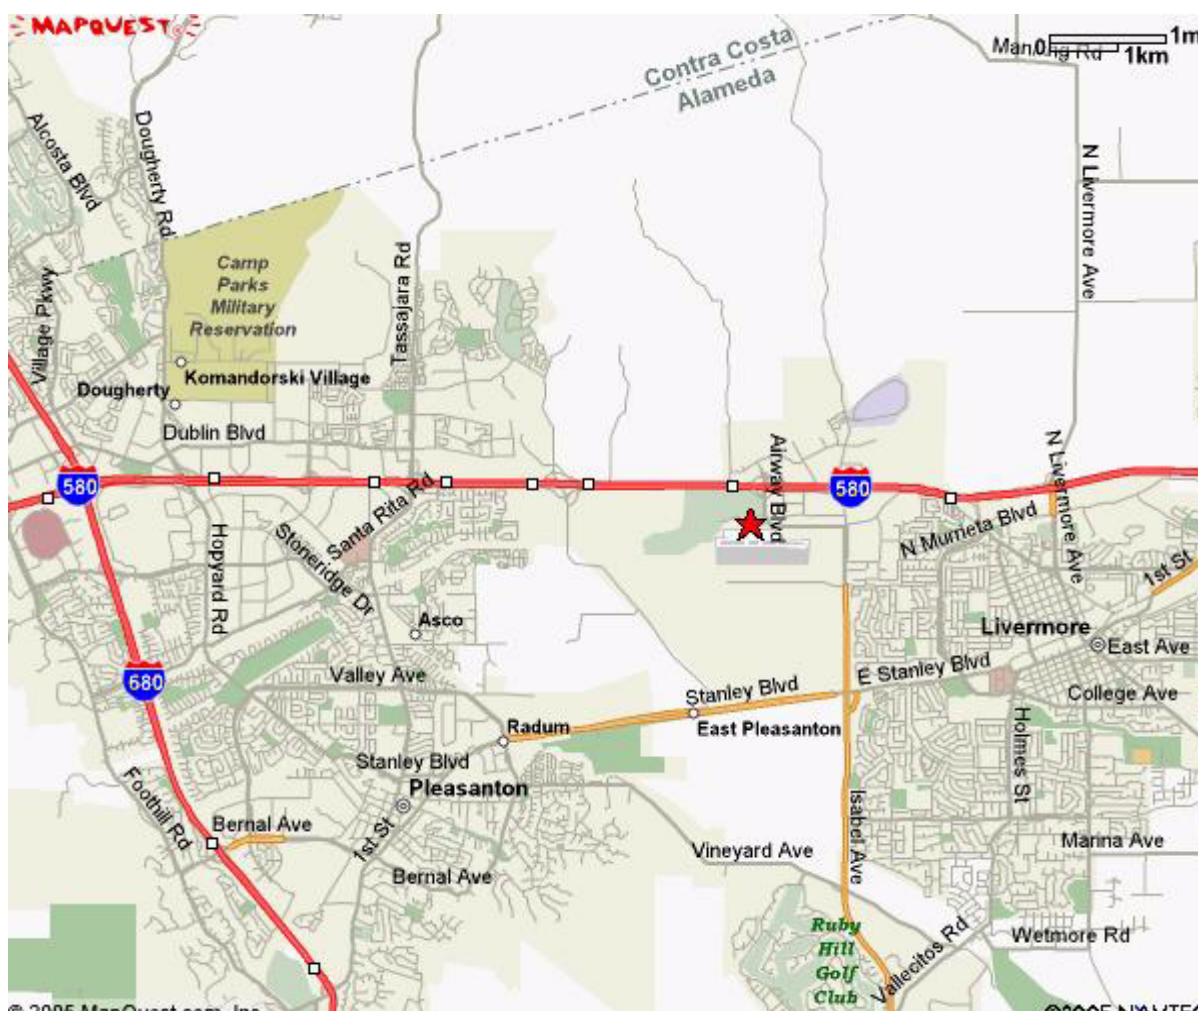 MAPQUEST
Contra Costa
Alameda
0
1m
1km
Alcosta Blvd
Dougherty Rd
N Livermore Ave
Camp
Parks
Military
Reservation
Tassajara Rd
Village Pkwy
Komandorski Village
Dougherty
Dublin Blvd
N Livermore Ave
Airway Blvd
580
580
Santa Rita Rd
Stoneridge Dr
Hopyard Rd
N Murrieta Blvd
N Livermore Ave
1st St
Asco
Livermore
East Ave
Valley Ave
E Stanley Blvd
680
Stanley Blvd
College Ave
Radum
East Pleasanton
Holmes St
Stanley Blvd
Pleasanton
Foothill Rd
Bernal Ave
1st St
Isabel Ave
Vineyard Ave
Marina Ave
Bernal Ave
Ruby
Hill
Golf
Club
Vallecitos Rd
Wetmore Rd